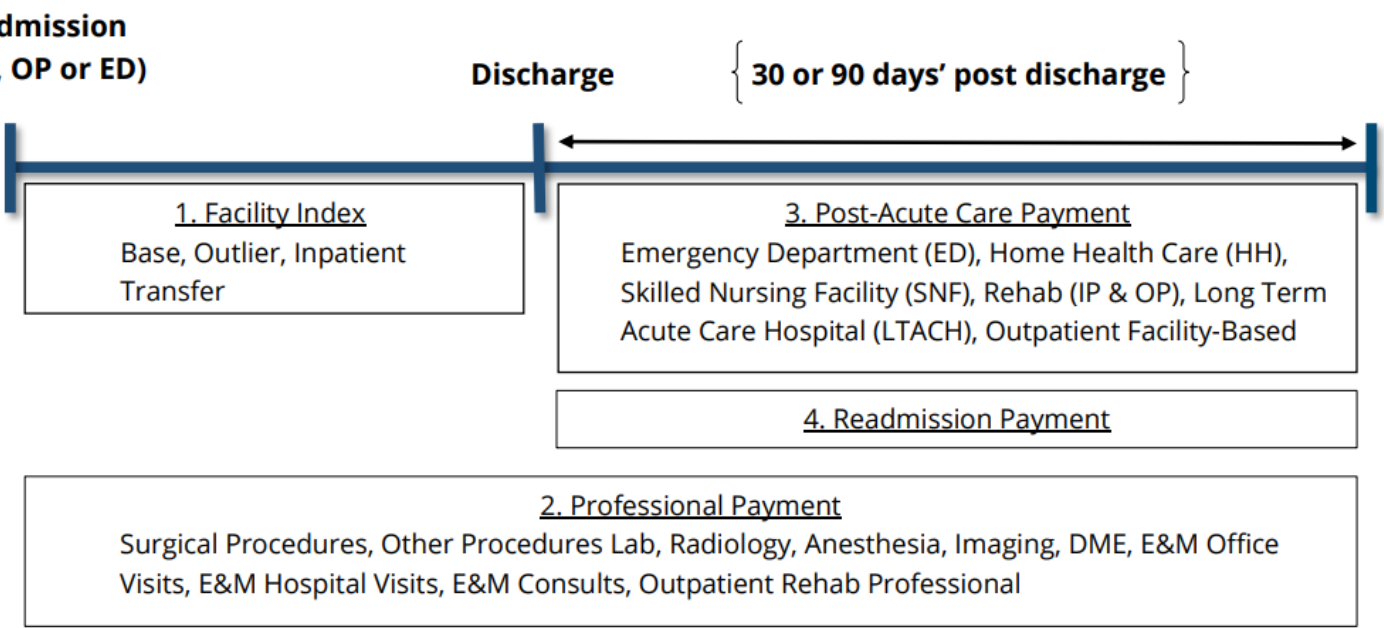 dmission
, OP or ED)
Discharge
30 or 90 days’ post discharge
1. Facility Index
Base, Outlier, Inpatient
Transfer
3. Post-Acute Care Payment
Emergency Department (ED), Home Health Care (HH),
Skilled Nursing Facility (SNF), Rehab (IP & OP), Long Term
Acute Care Hospital (LTACH), Outpatient Facility-Based
4. Readmission Payment
2. Professional Payment
Surgical Procedures, Other Procedures Lab, Radiology, Anesthesia, Imaging, DME, E&M Office
Visits, E&M Hospital Visits, E&M Consults, Outpatient Rehab Professional